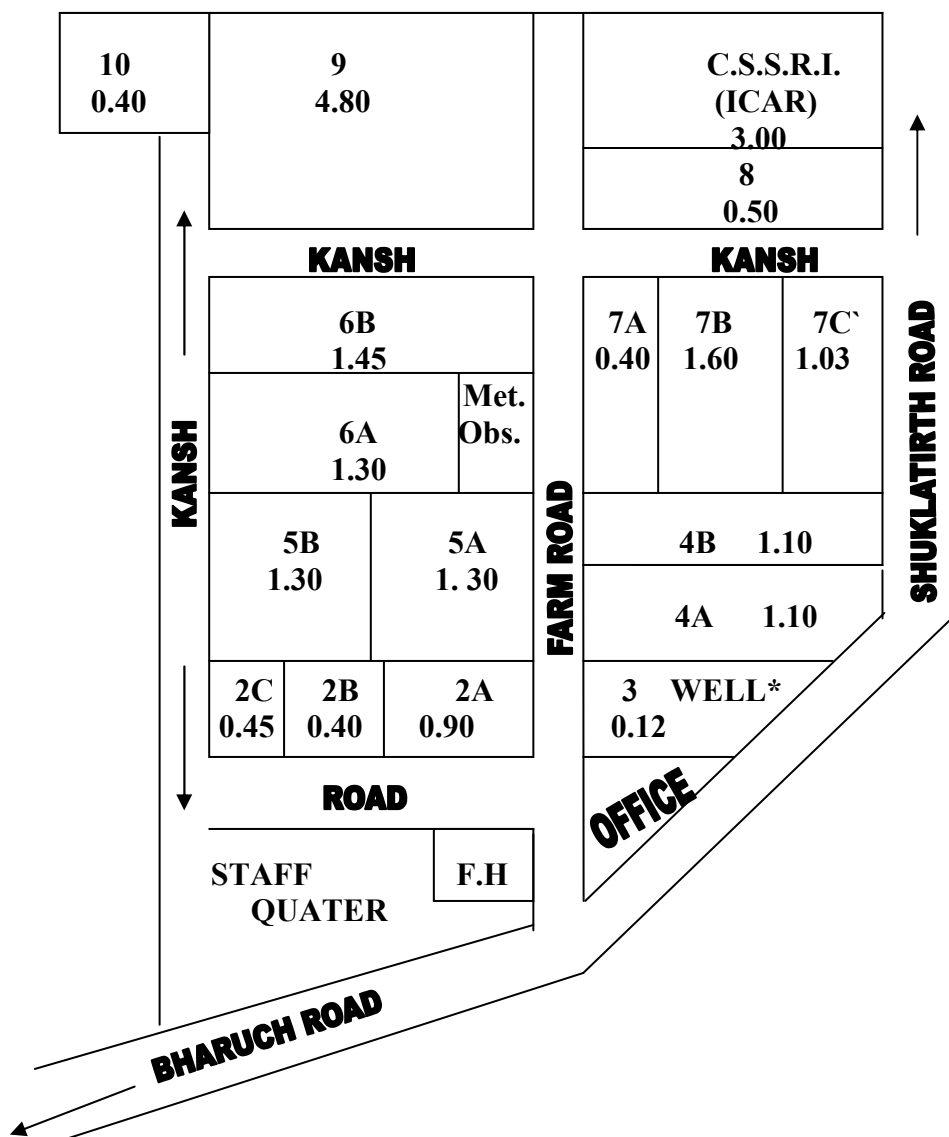 10
0.40
9
4.80
C.S.S.R.I.
(ICAR)
3.00
8
0.50
KANSH
KANSH
6B
1.45
7A
0.40
7B
1.60
7C`
1.03
Met.
Obs.
6A
1.30
KANSH
FARM ROAD
SHUKLATIRTH ROAD
5B
1.30
5A
1. 30
4B 1.10
4A 1.10
2C
0.45
2B
0.40
2A
0.90
3 WELL*
0.12
ROAD
OFFICE
STAFF
QUATER
F.H
BHARUCH ROAD